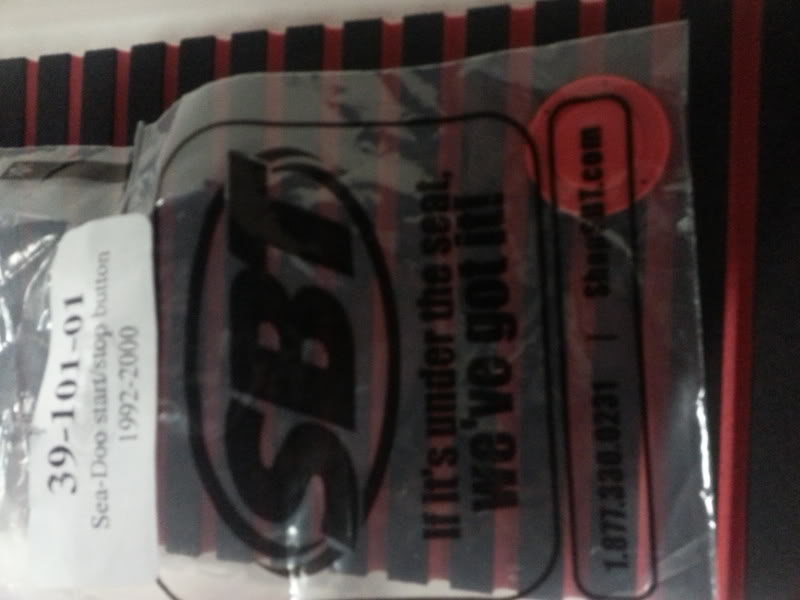 39-101-01
Sea-Doo start/stop button
1992-2000
SBT
If it's under the seat,
we've got it!
1.877.330.0231 | ShopSBT.com